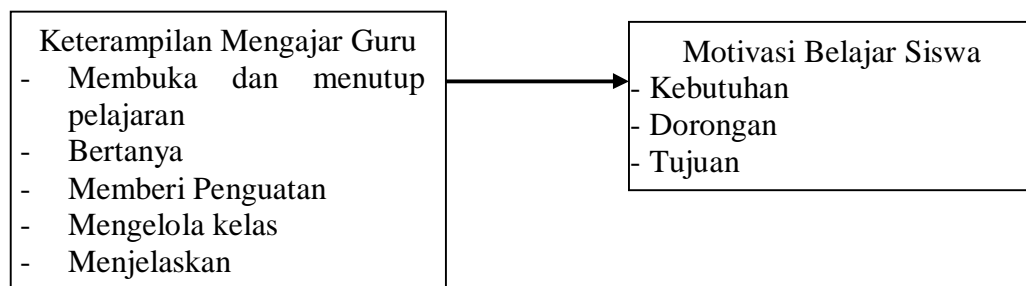 Keterampilan Mengajar Guru
- Membuka dan menutup
pelajaran
- Bertanya
- Memberi Penguatan
- Mengelola kelas
- Menjelaskan
Motivasi Belajar Siswa
- Kebutuhan
- Dorongan
- Tujuan